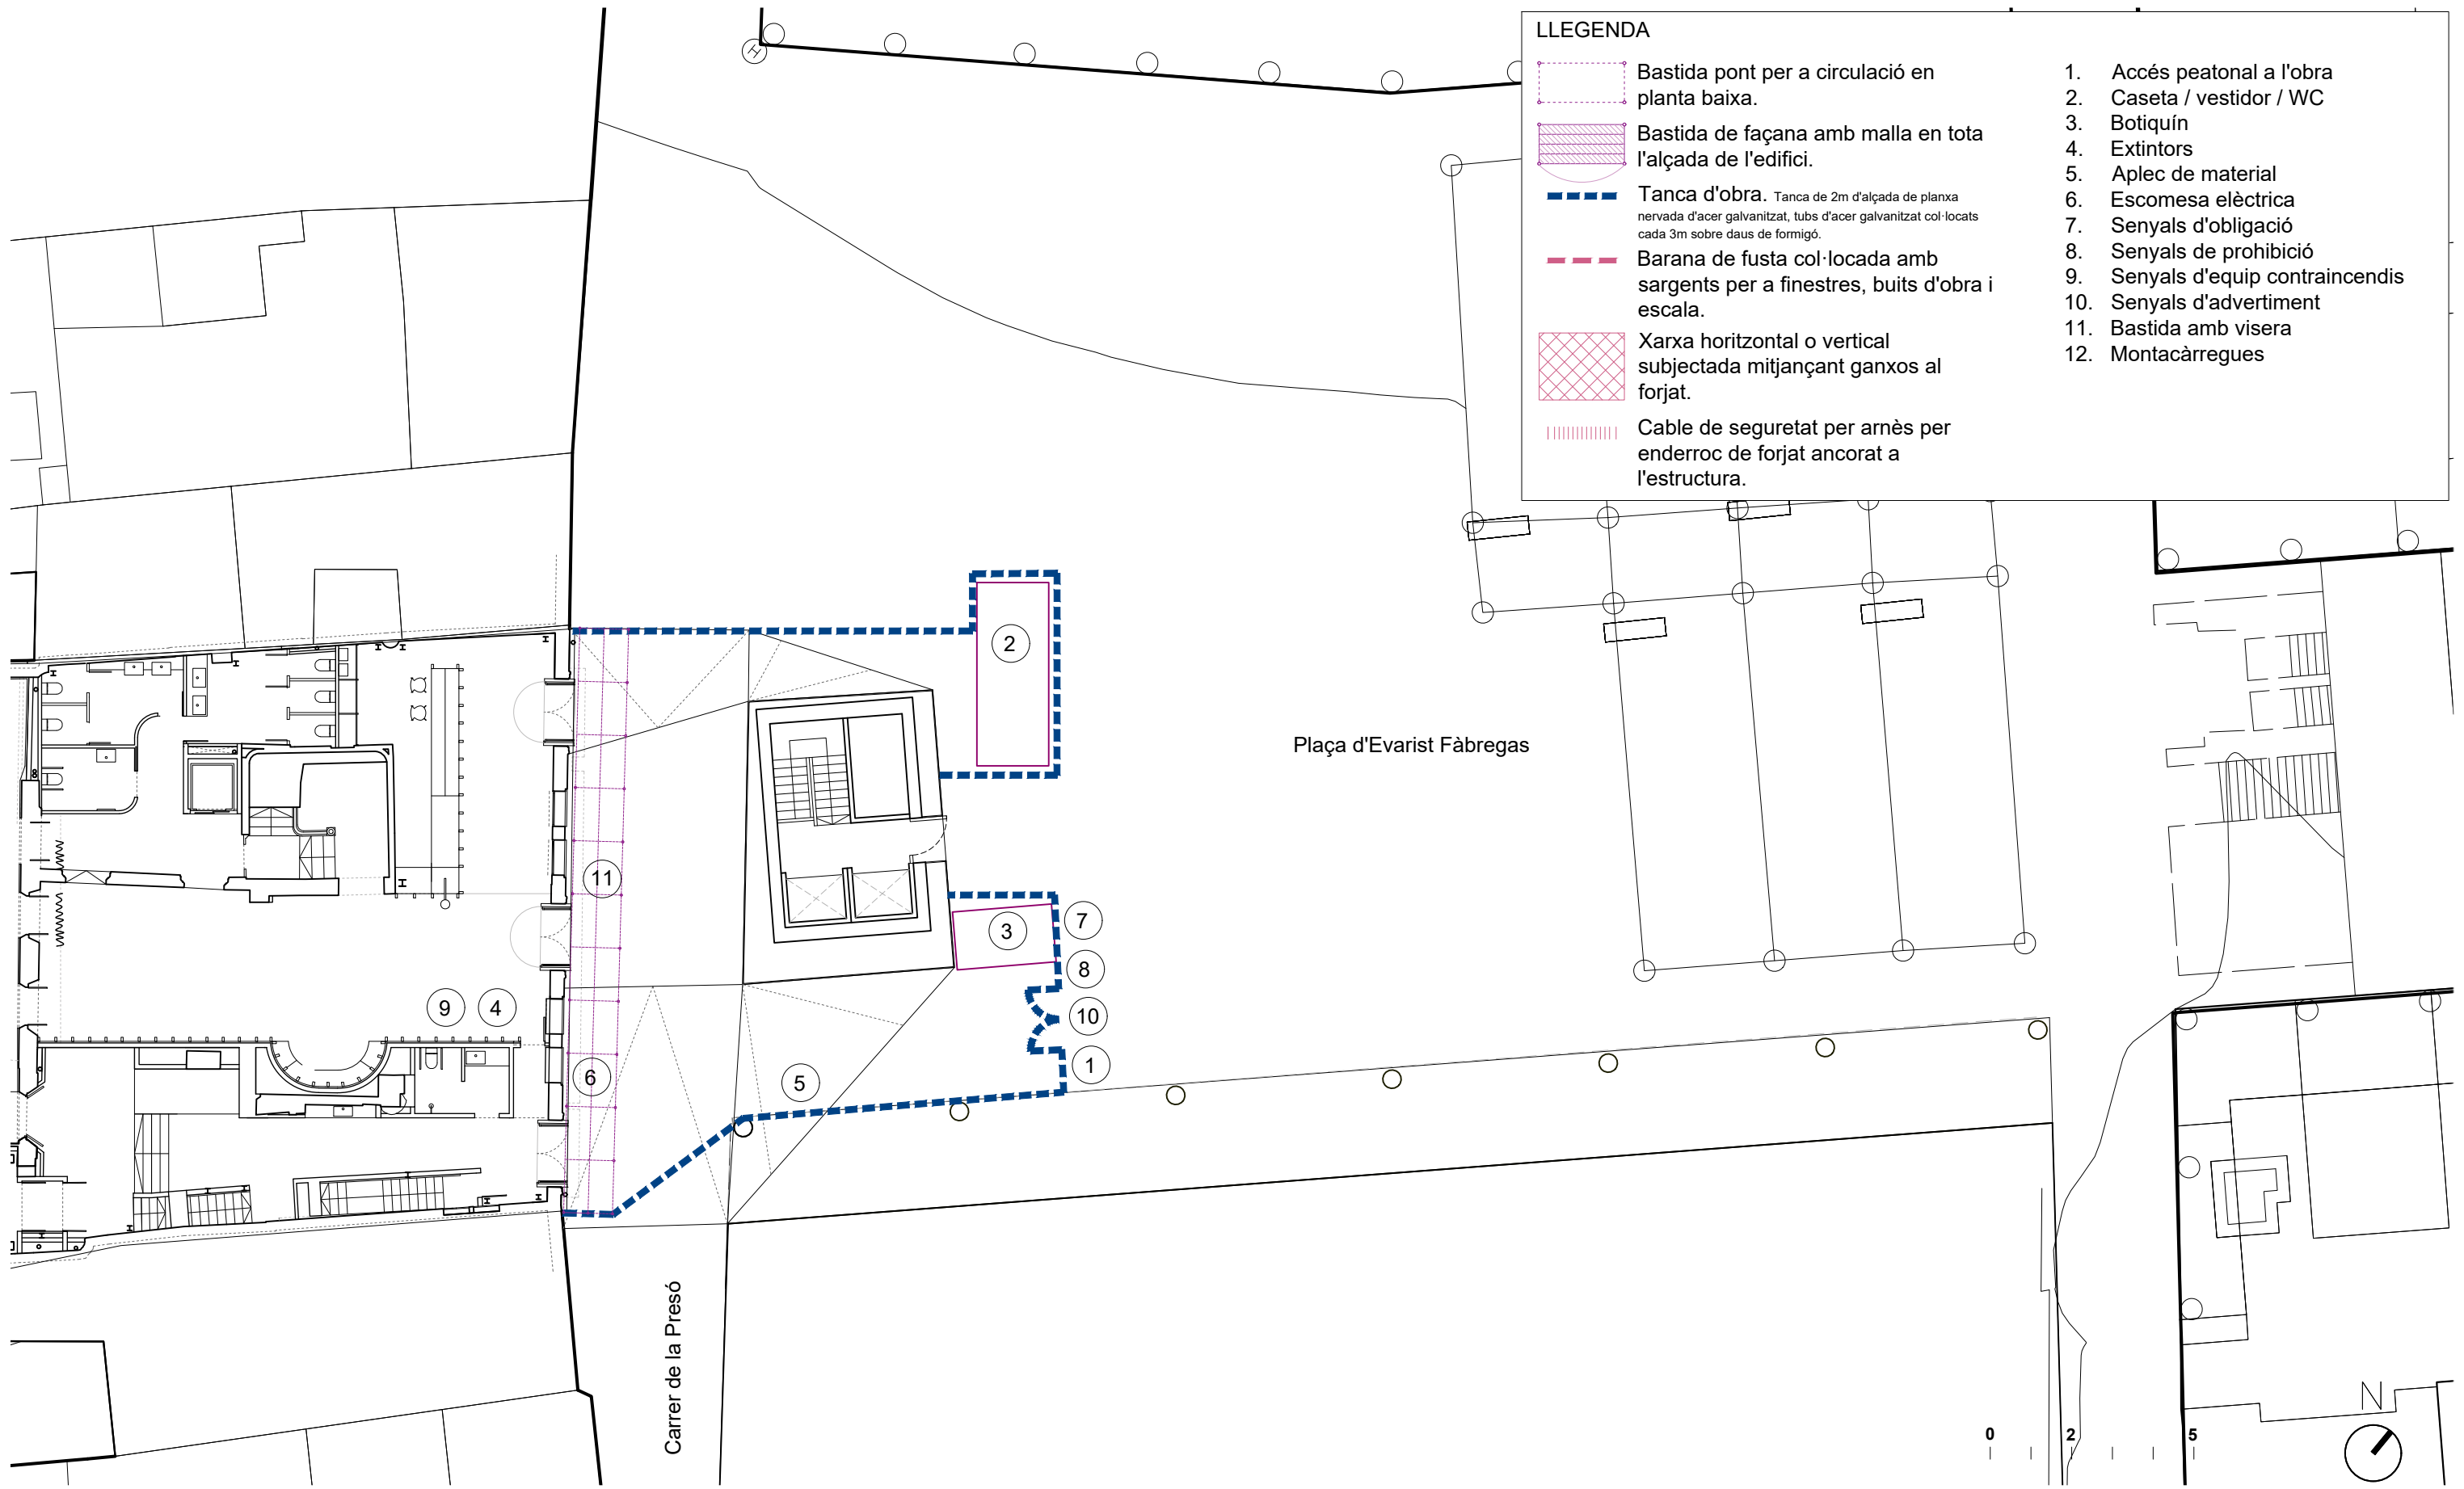 LLEGENDA
Bastida pont per a circulació en
planta baixa.
Bastida de façana amb malla en tota
l'alçada de l'edifici.
Tanca d'obra. Tanca de 2m d'alçada de planxa
nervada d'acer galvanitzat, tubs d'acer galvanitzat col·locats
cada 3m sobre daus de formigó.
Barana de fusta col·locada amb
sargents per a finestres, buits d'obra i
escala.
Xarxa horitzontal o vertical
subjectada mitjançant ganxos al
forjat.
Cable de seguretat per arnès per
enderroc de forjat ancorat a
l'estructura.
1. Accés peatonal a l'obra
2. Caseta / vestidor / WC
3. Botiquín
4. Extintors
5. Aplec de material
6. Escomesa elèctrica
7. Senyals d'obligació
8. Senyals de prohibició
9. Senyals d'equip contraincendis
10. Senyals d'advertiment
11. Bastida amb visera
12. Montacàrregues
H
2
Plaça d'Evarist Fàbregas
11
3
7
8
9
4
10
1
6
5
Carrer de la Presó
N
0 2 5